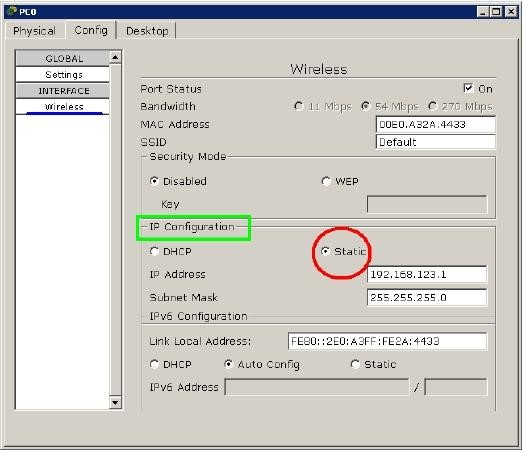 PC0
Physical Config Desktop
GLOBAL
Settings
INTERFACE
Wireless
Wireless
Port Status On
Bandwidth 11 Mbps 54 Mbps 270 Mbps
MAC Address 00E0.A32A.4433
SSID Default
Security Mode
Disabled WEP
Key
IP Configuration
DHCP Static
IP Address 192.168.123.1
Subnet Mask 255.255.255.0
IPv6 Configuration
Link Local Address: FE80::2E0:A3FF:FE2A:4433
DHCP Auto Config Static
IPv6 Address /